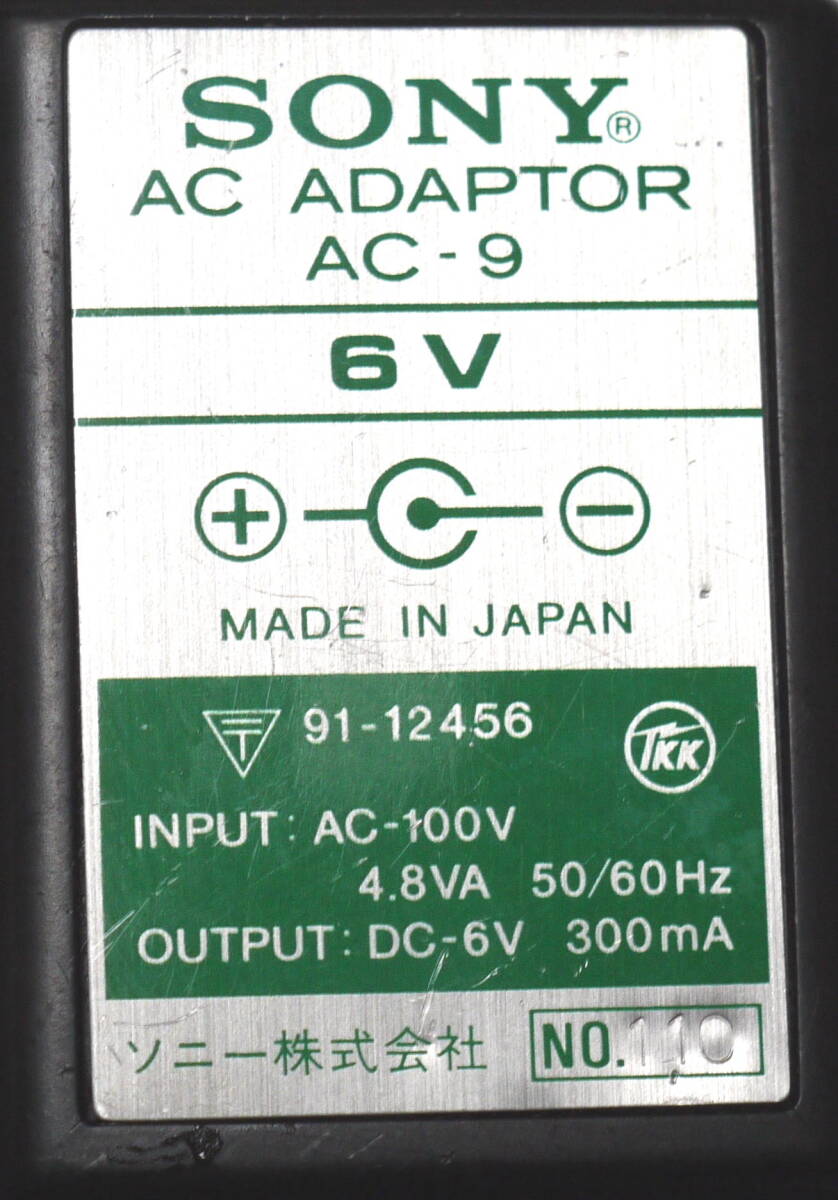 SONY®
AC ADAPTOR
AC-9
6V
MADE IN JAPAN
91-12456
TKK
INPUT: AC-100V
4.8VA 50/60Hz
OUTPUT: DC-6V 300mA
ソニー株式会社
NO.110